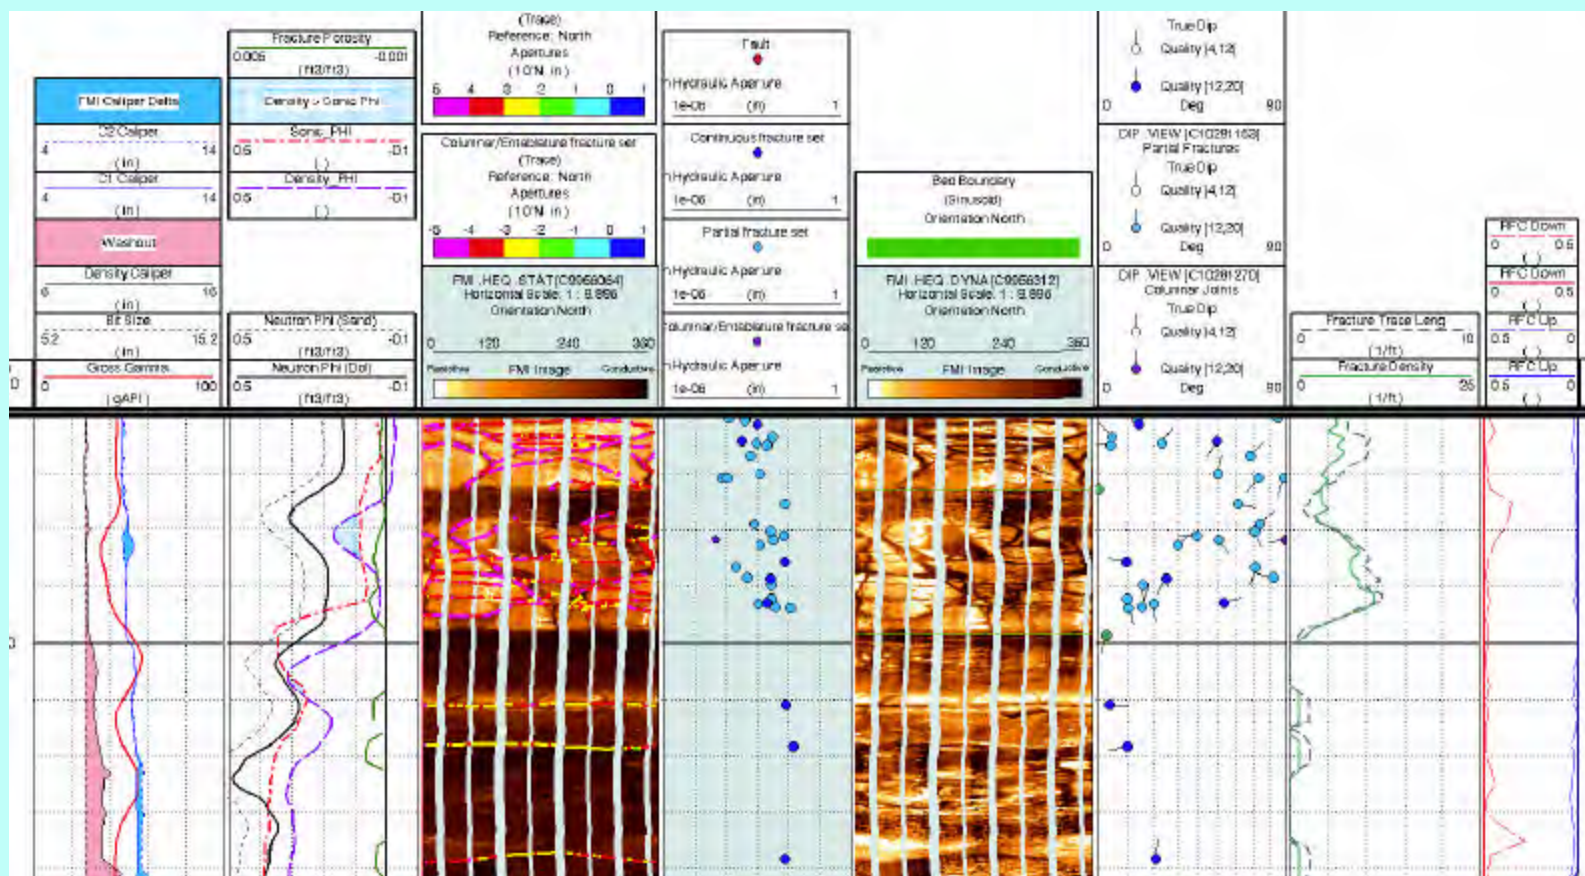 FMI Caliper Delta
C2 Caliper
4 14
(in)
C1 Caliper
4 14
(in)
Washout
Density Caliper
6 16
(in)
Bit Size
5.2 15.2
(in)
Gross Gamma
0 100
(gAPI)
Fracture Porosity
0.005 -0.001
(ft3/ft3)
Density > Sonic Phi
Sonic_PHI
0.5 -0.1
( )
Density_PHI
0.5 -0.1
( )
Neutron Phi (Sand)
0.5 -0.1
(ft3/ft3)
Neutron Phi (Dol)
0.5 -0.1
(ft3/ft3)
(Trace)
Reference: North
Apertures
(10^N in)
5 4 3 2 1 0 1
Columnar/Entablature fracture set
(Trace)
Reference: North
Apertures
(10^N in)
-5 -4 -3 -2 -1 0 1
FMI_HEQ_STAT
Horizontal Scale: 1 :
Orientation North
0 120 240 360
Resistive FMI Image Conductive
Fault
Hydraulic Aperture
1e-06 (in) 1
Continuous fracture set
Hydraulic Aperture
1e-06 (in) 1
Partial fracture set
Hydraulic Aperture
1e-06 (in) 1
Columnar/Entablature fracture se
Hydraulic Aperture
1e-06 (in) 1
Bed Boundary
(Sinusoid)
Orientation North
FMI_HEQ_DYNA
Horizontal Scale: 1 :
Orientation North
0 120 240 360
Resistive FMI Image Conductive
True Dip
Quality [4,12[
Quality [12,20]
0 Deg 90
DIP_VIEW [C10281163]
Partial Fractures
True Dip
Quality [4,12[
Quality [12,20]
0 90
DIP_VIEW [C10281270]
Columnar Joints
True Dip
Quality [4,12[
Quality [12,20]
0 Deg 90
Fracture Trace Leng
0 10
(1/ft)
Fracture Density
0 25
(1/ft)
RFC Down
0 0.5
( )
RFC Down
0 0.5
( )
RFC Up
0.5 0
( )
RFC Up
0.5 0
( )